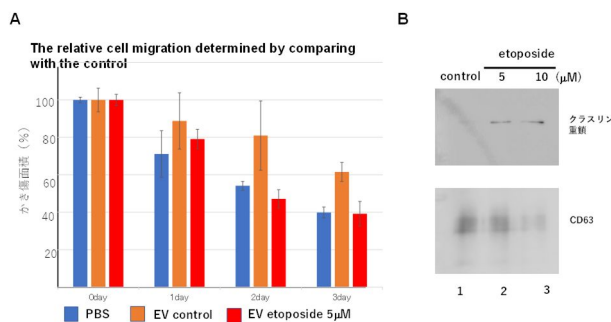 A
The relative cell migration determined by comparing
with the control
かき傷面積 (%)
100
80
60
40
20
0
0day
1day
2day
3day
PBS
EV control
EV etoposide 5μM
B
etoposide
control 5 10 (μM)
クラスリン
重鎖
CD63
1 2 3